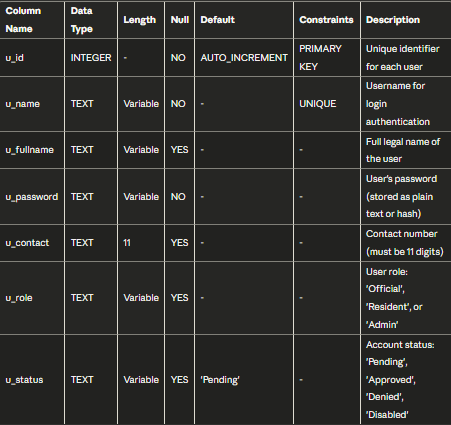 Column Name | Data Type | Length | Null | Default | Constraints | Description
u_id | INTEGER | - | NO | AUTO_INCREMENT | PRIMARY KEY | Unique identifier for each user
u_name | TEXT | Variable | NO | - | UNIQUE | Username for login authentication
u_fullname | TEXT | Variable | YES | - | - | Full legal name of the user
u_password | TEXT | Variable | NO | - | - | User's password (stored as plain text or hash)
u_contact | TEXT | 11 | YES | - | - | Contact number (must be 11 digits)
u_role | TEXT | Variable | YES | - | - | User role: 'Official', 'Resident', or 'Admin'
u_status | TEXT | Variable | YES | 'Pending' | - | Account status: 'Pending', 'Approved', 'Denied', 'Disabled'